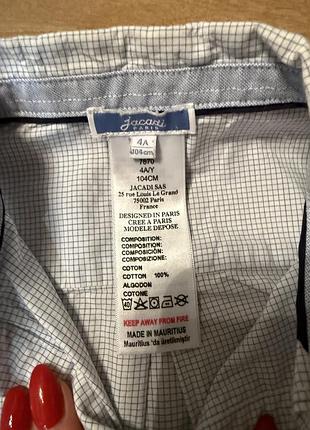 Jacadi
PARIS
4A
104cm
7870
4A/Y
104CM
JACADI SAS
25 rue Louis Le Grand
75002 Paris
France
DESIGNED IN PARIS
CREE A PARIS
MODELE DEPOSE
COMPOSITION:
COMPOSITION:
COMPOSICIÓN:
COMPOSIZIONE:
COTON
COTTON 100%
ALGODON
COTONE
40
KEEP AWAY FROM FIRE
MADE IN MAURITIUS
Mauritius 'da üretilmiştir